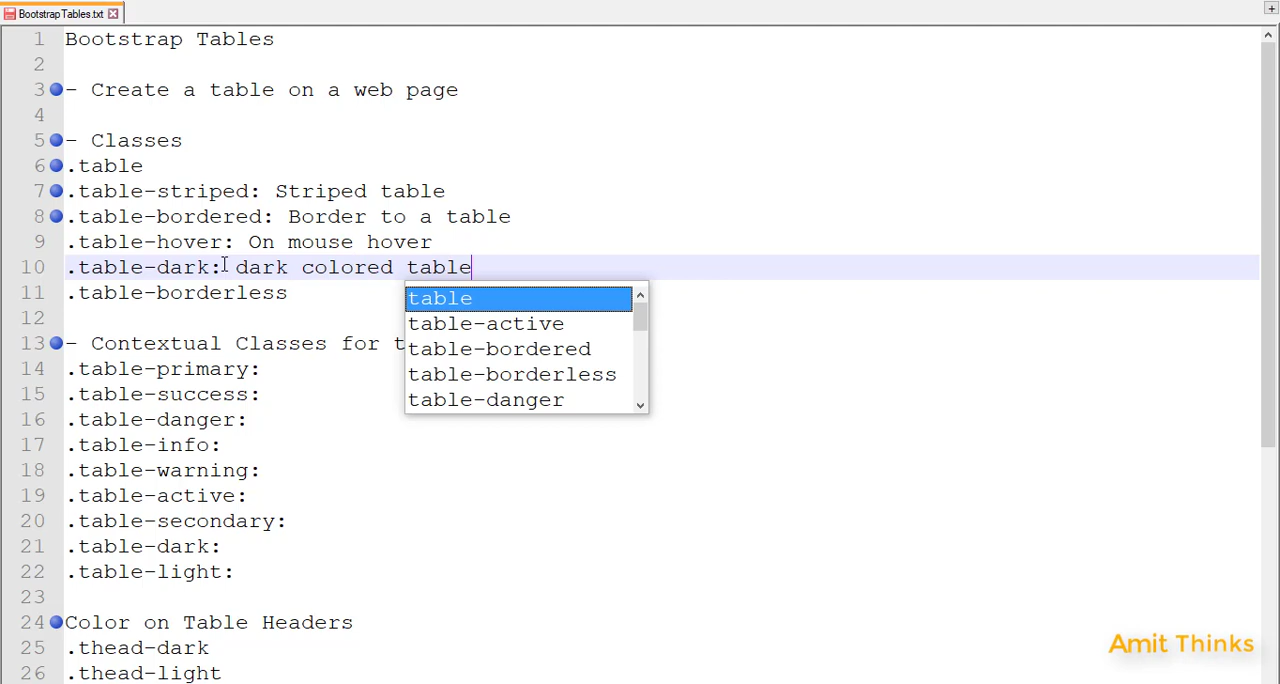 Bootstrap Tables.txt
1 Bootstrap Tables
2
3 - Create a table on a web page
4
5 - Classes
6 .table
7 .table-striped: Striped table
8 .table-bordered: Border to a table
9 .table-hover: On mouse hover
10 .table-dark: dark colored table
11 .table-borderless
table
table-active
table-bordered
table-borderless
table-danger
12
13 - Contextual Classes for t
14 .table-primary:
15 .table-success:
16 .table-danger:
17 .table-info:
18 .table-warning:
19 .table-active:
20 .table-secondary:
21 .table-dark:
22 .table-light:
23
24 Color on Table Headers
25 .thead-dark
26 .thead-light
Amit Thinks